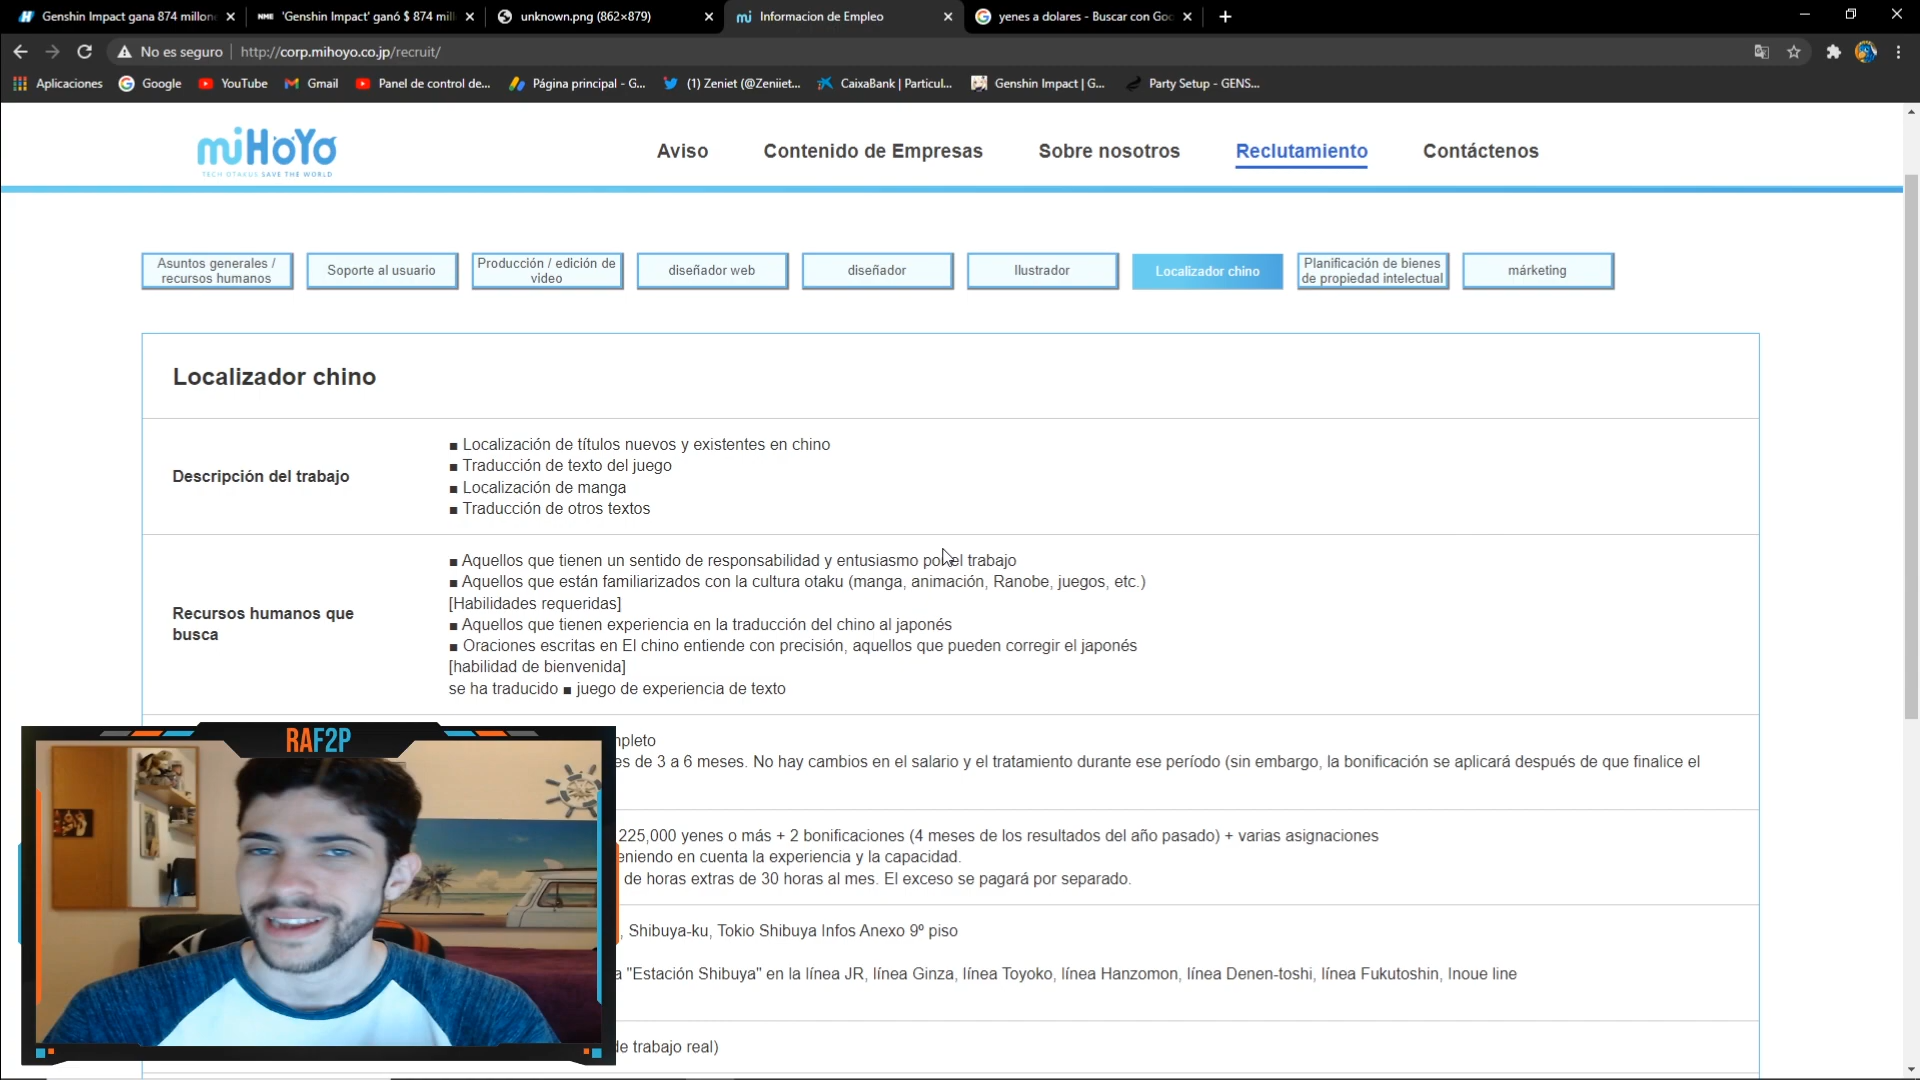 Genshin Impact gana 874 millon
NME 'Genshin Impact' ganó $ 874 mil
unknown.png (862×879)
Informacion de Empleo
yenes a dolares - Buscar con Goo
No es seguro
http://corp.mihoyo.co.jp/recruit/
Aplicaciones
Google
YouTube
Gmail
Panel de control de...
Página principal - G...
(1) Zeniet (@Zeniiet...
CaixaBank | Particul...
Genshin Impact | G...
Party Setup - GENS...
miHoYo
TECH OTAKUS SAVE THE WORLD
Aviso
Contenido de Empresas
Sobre nosotros
Reclutamiento
Contáctenos
Asuntos generales /
recursos humanos
Soporte al usuario
Producción / edición de
video
diseñador web
diseñador
Ilustrador
Localizador chino
Planificación de bienes
de propiedad intelectual
márketing
Localizador chino
Descripción del trabajo
■ Localización de títulos nuevos y existentes en chino
■ Traducción de texto del juego
■ Localización de manga
■ Traducción de otros textos
Recursos humanos que
busca
■ Aquellos que tienen un sentido de responsabilidad y entusiasmo por el trabajo
■ Aquellos que están familiarizados con la cultura otaku (manga, animación, Ranobe, juegos, etc.)
[Habilidades requeridas]
■ Aquellos que tienen experiencia en la traducción del chino al japonés
■ Oraciones escritas en El chino entiende con precisión, aquellos que pueden corregir el japonés
[habilidad de bienvenida]
se ha traducido ■ juego de experiencia de texto
npleto
es de 3 a 6 meses. No hay cambios en el salario y el tratamiento durante ese período (sin embargo, la bonificación se aplicará después de que finalice el
225,000 yenes o más + 2 bonificaciones (4 meses de los resultados del año pasado) + varias asignaciones
eniendo en cuenta la experiencia y la capacidad.
de horas extras de 30 horas al mes. El exceso se pagará por separado.
, Shibuya-ku, Tokio Shibuya Infos Anexo 9º piso
a "Estación Shibuya" en la línea JR, línea Ginza, línea Toyoko, línea Hanzomon, línea Denen-toshi, línea Fukutoshin, Inoue line
de trabajo real)
RAF2P